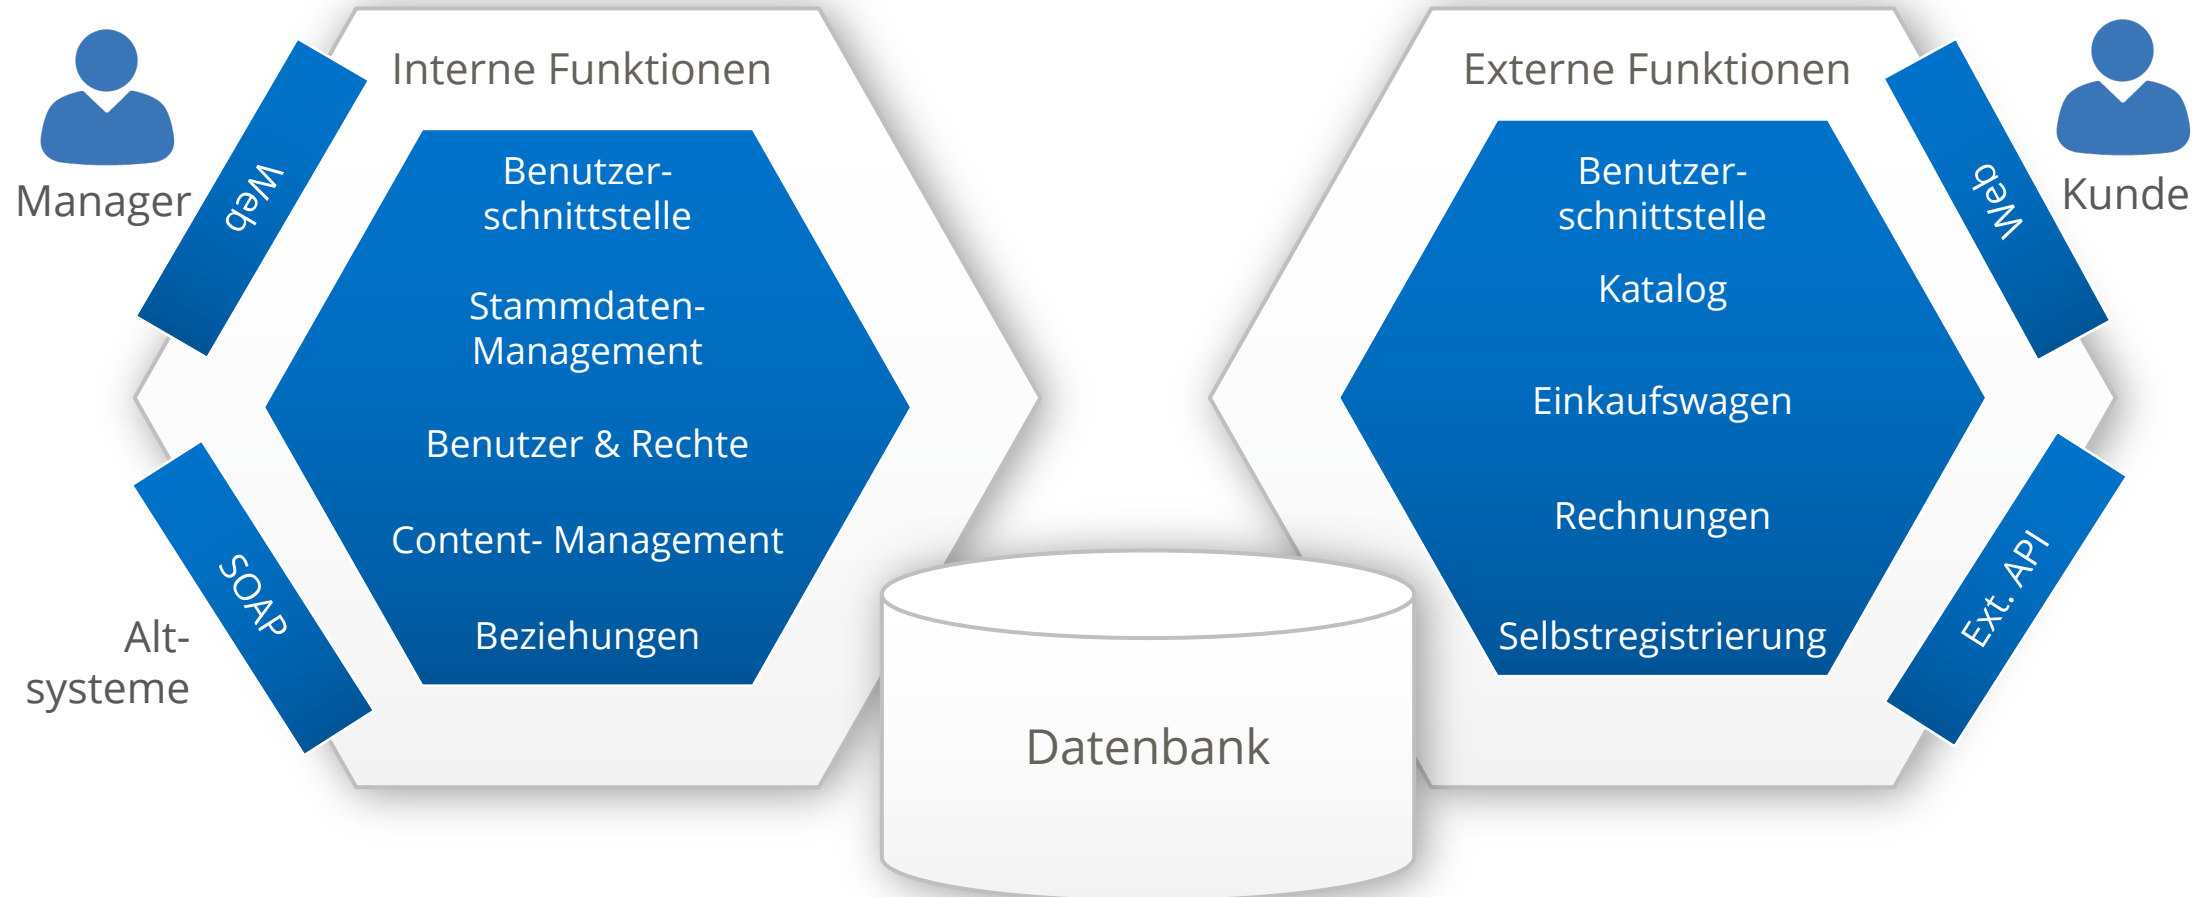 Manager
Web
SOAP
Alt-
systeme
Interne Funktionen
Benutzer-
schnittstelle
Stammdaten-
Management
Benutzer & Rechte
Content- Management
Beziehungen
Datenbank
Externe Funktionen
Benutzer-
schnittstelle
Katalog
Einkaufswagen
Rechnungen
Selbstregistrierung
Web
Kunde
Ext. API